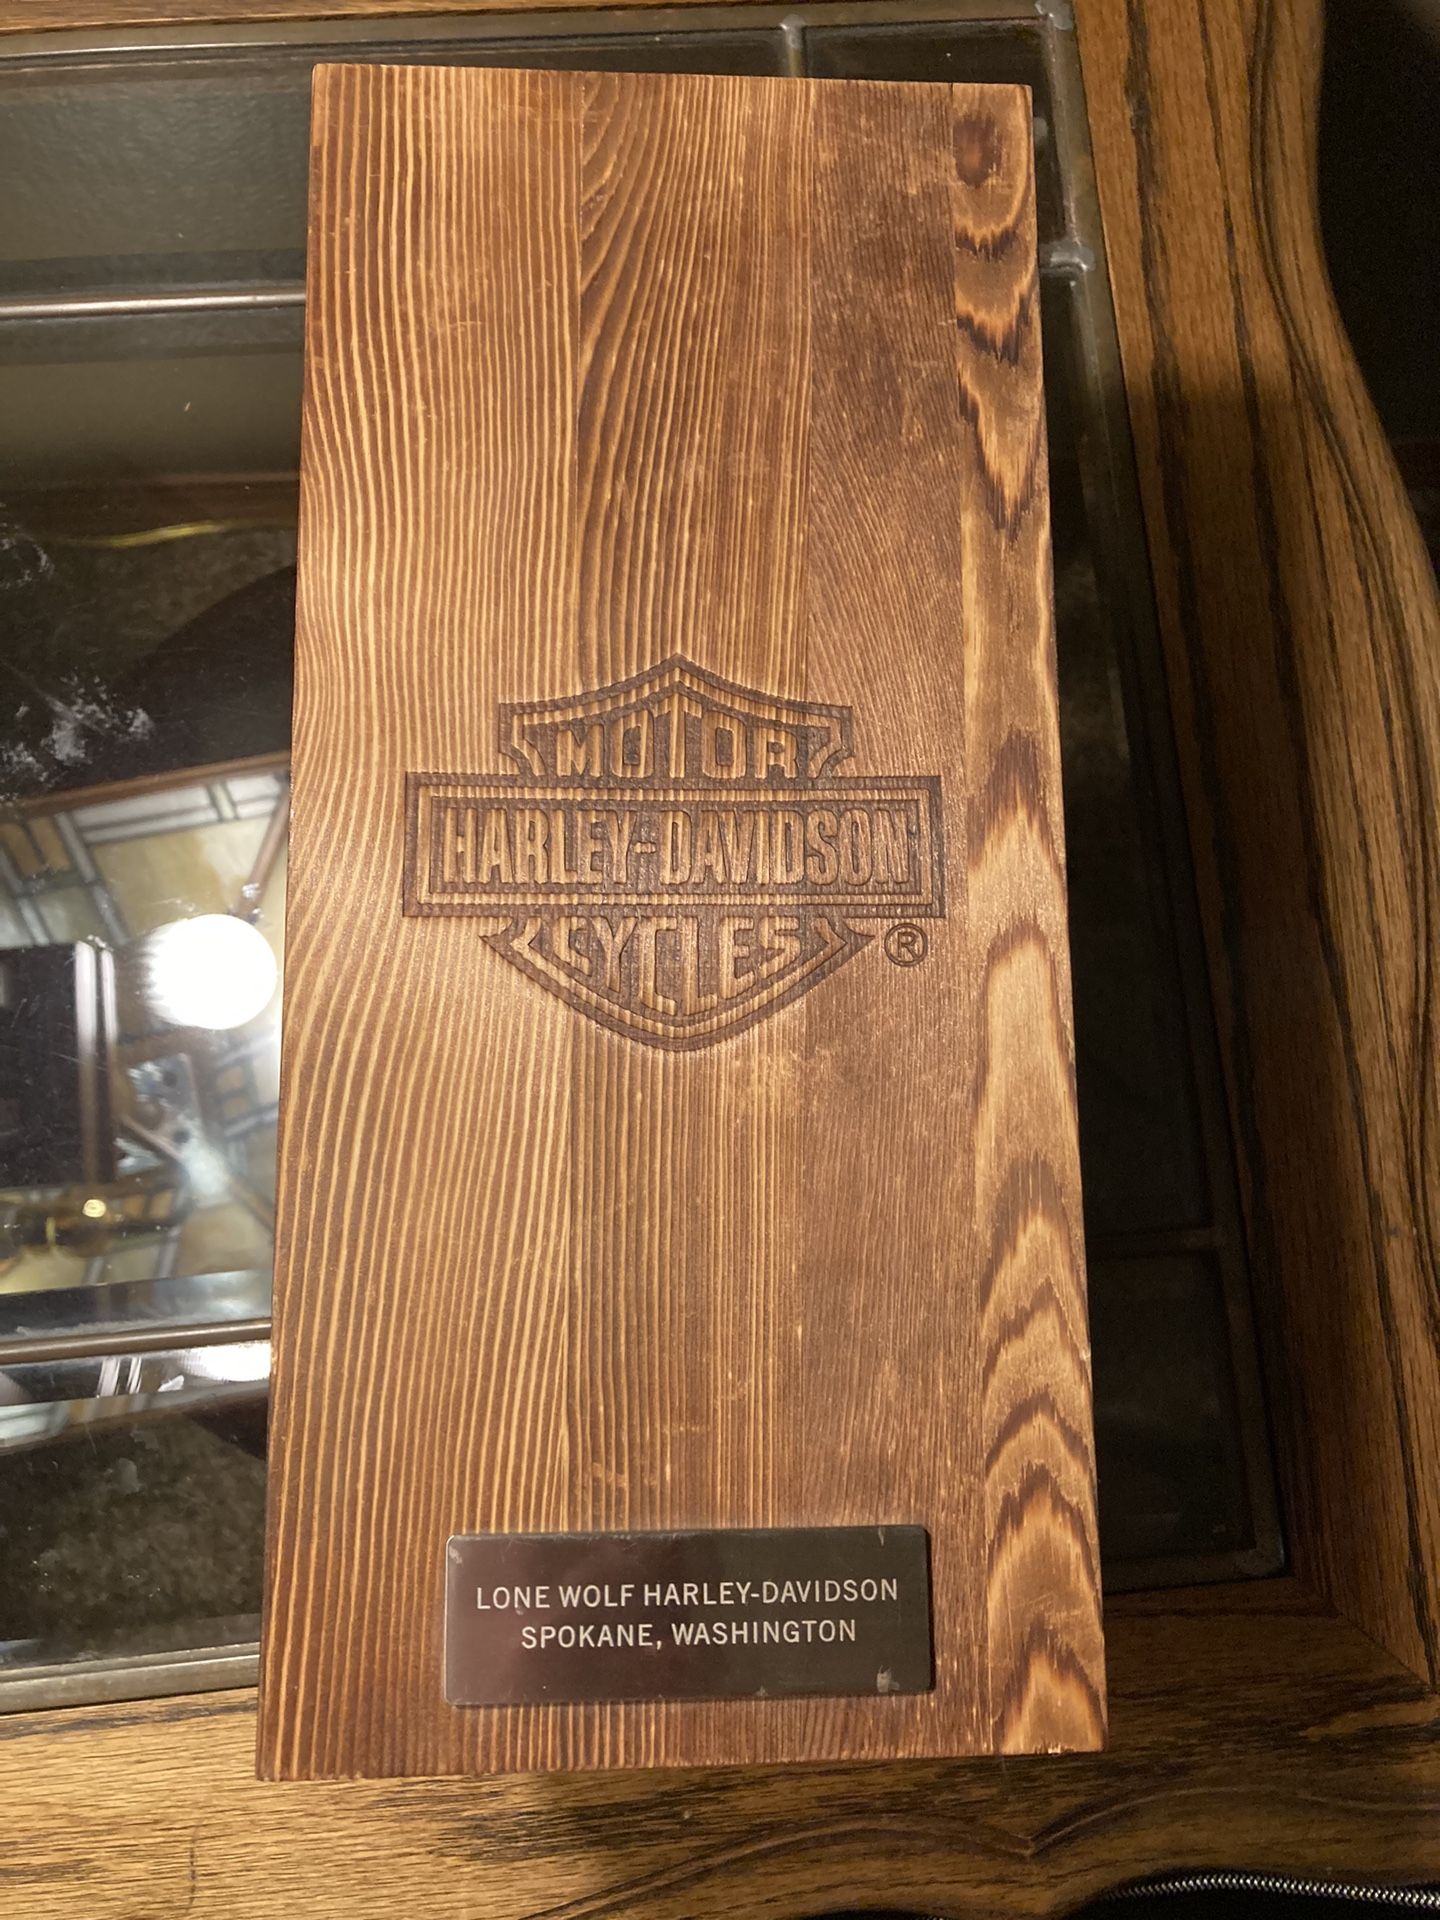 MOTOR
HARLEY-DAVIDSON
CYCLES ®
LONE WOLF HARLEY-DAVIDSON
SPOKANE, WASHINGTON